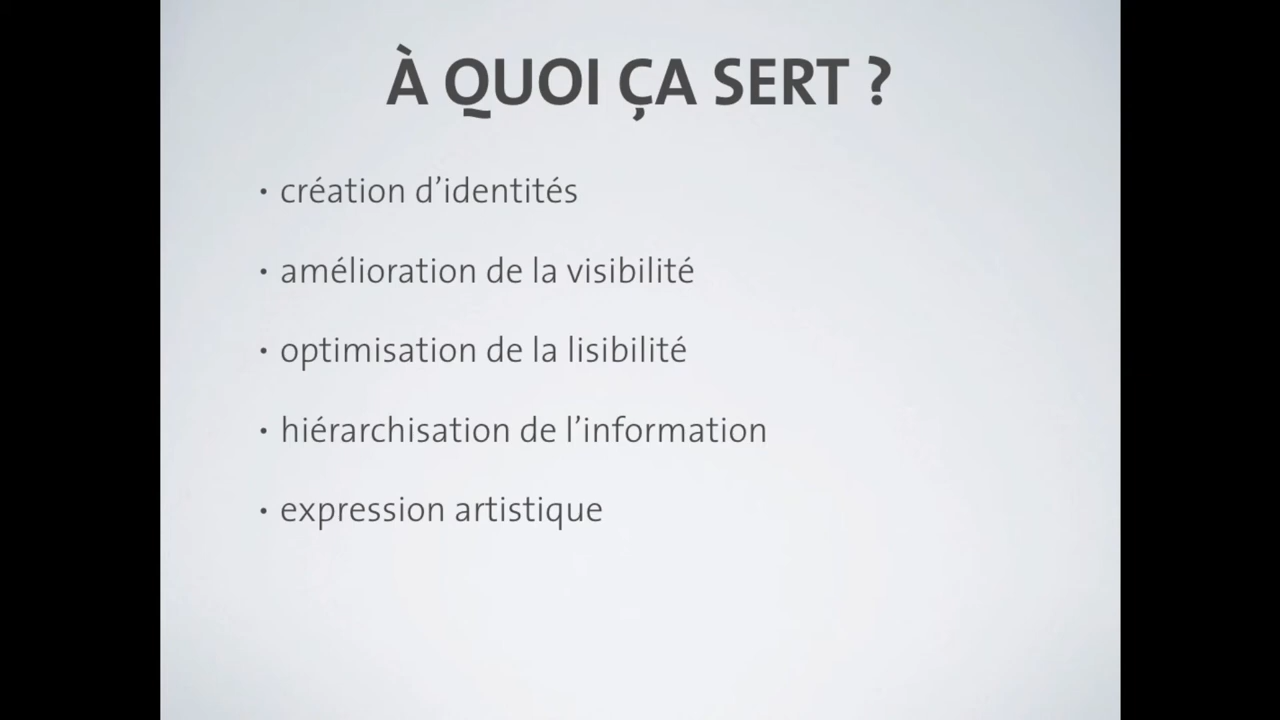 À QUOI ÇA SERT ?
• création d’identités
• amélioration de la visibilité
• optimisation de la lisibilité
• hiérarchisation de l’information
• expression artistique